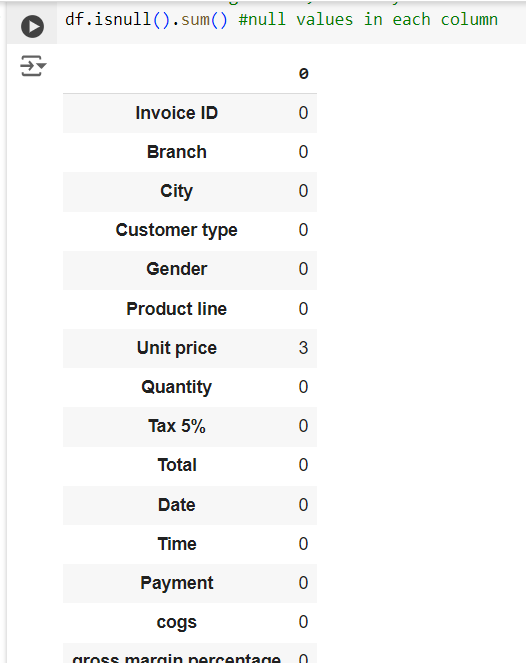 df.isnull().sum() #null values in each column
0
Invoice ID 0
Branch 0
City 0
Customer type 0
Gender 0
Product line 0
Unit price 3
Quantity 0
Tax 5% 0
Total 0
Date 0
Time 0
Payment 0
cogs 0
gross margin percentage 0